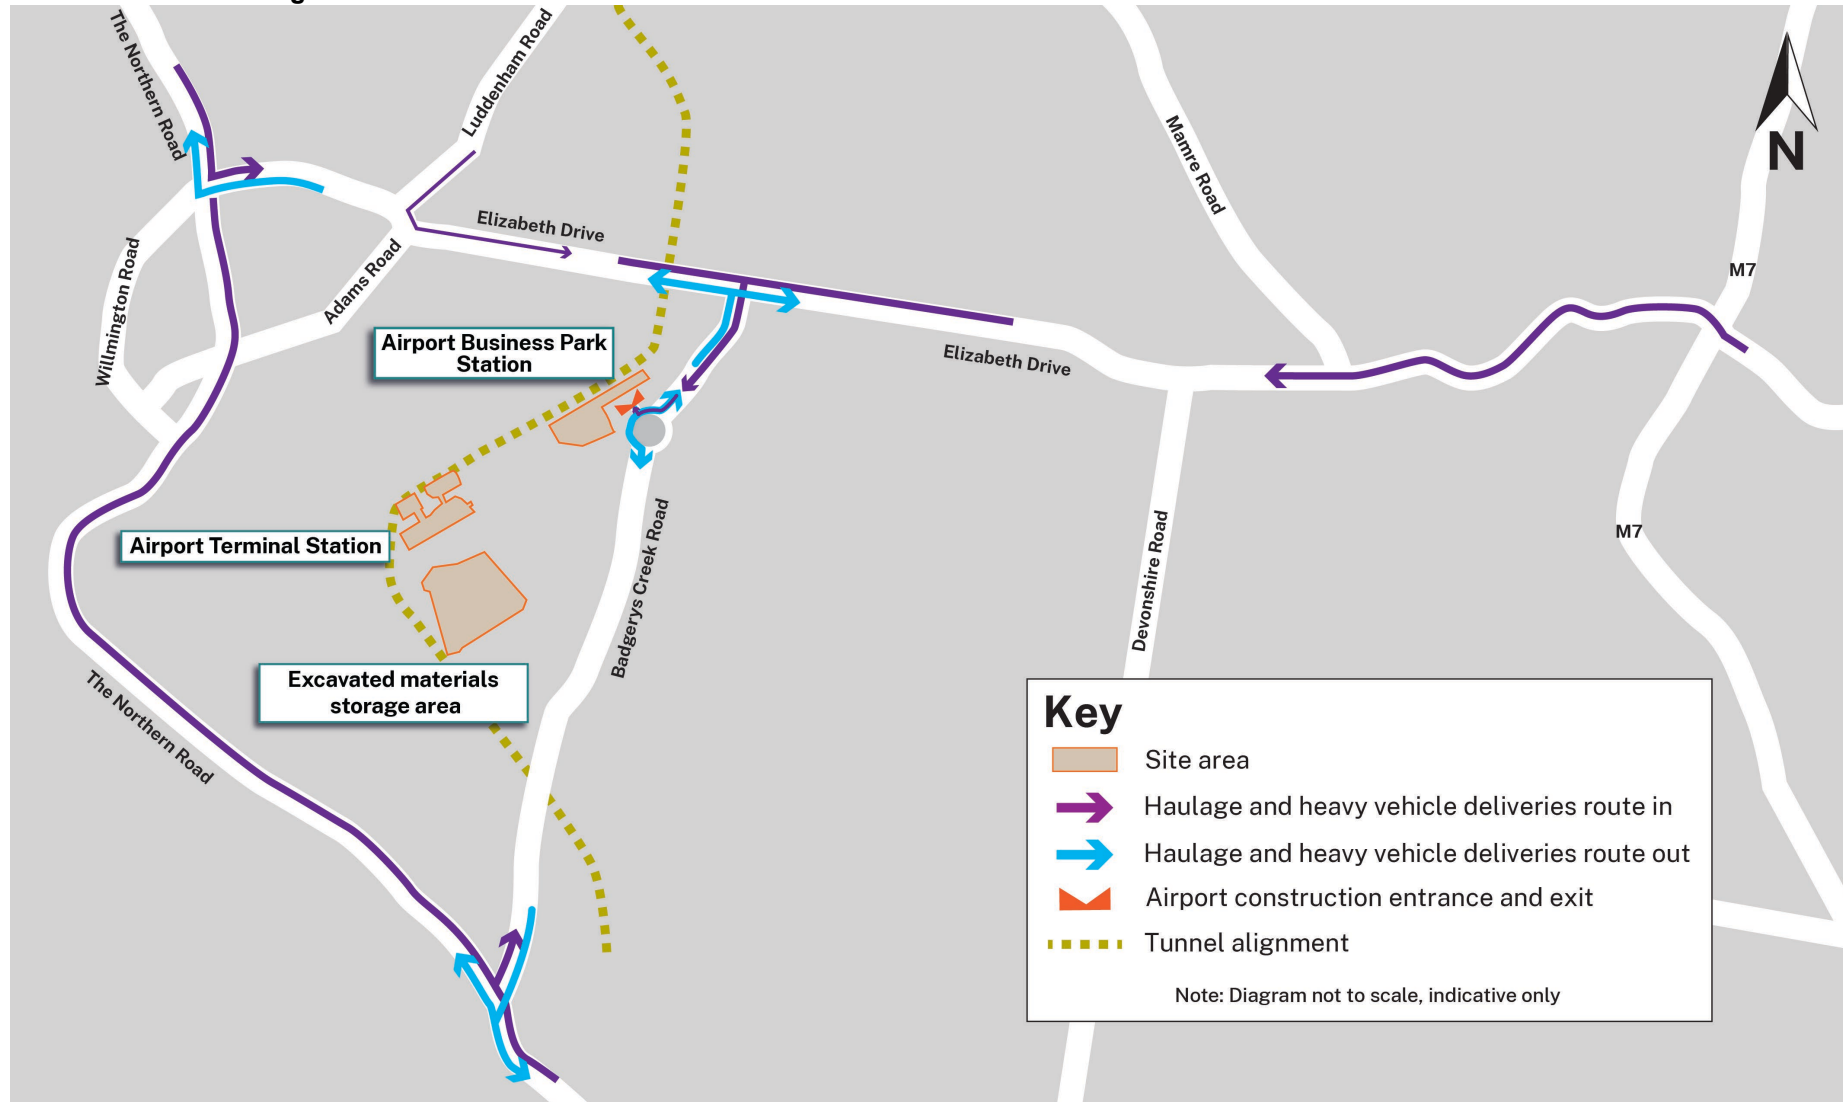 The Northern Road
Luddenham Road
Mamre Road
N
Elizabeth Drive
Willmington Road
Adams Road
M7
Airport Business Park
Station
Elizabeth Drive
Airport Terminal Station
Badgerys Creek Road
Devonshire Road
M7
Excavated materials
storage area
The Northern Road
Key
Site area
Haulage and heavy vehicle deliveries route in
Haulage and heavy vehicle deliveries route out
Airport construction entrance and exit
Tunnel alignment
Note: Diagram not to scale, indicative only